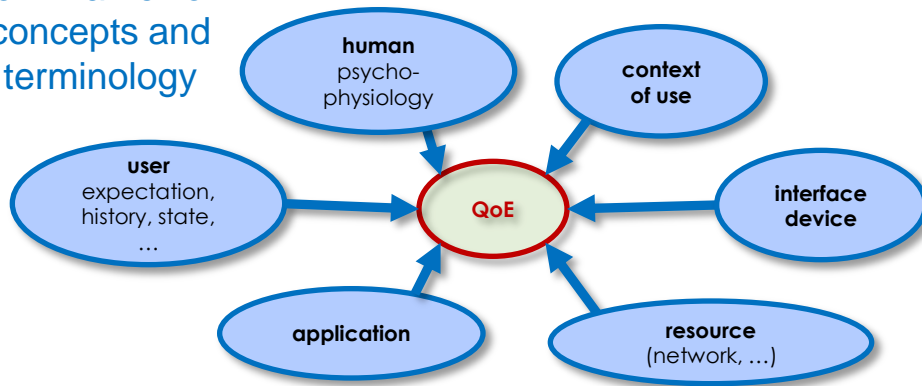 concepts and
terminology
human
psycho-
physiology
context
of use
user
expectation,
history, state,
…
QoE
interface
device
application
resource
(network, …)